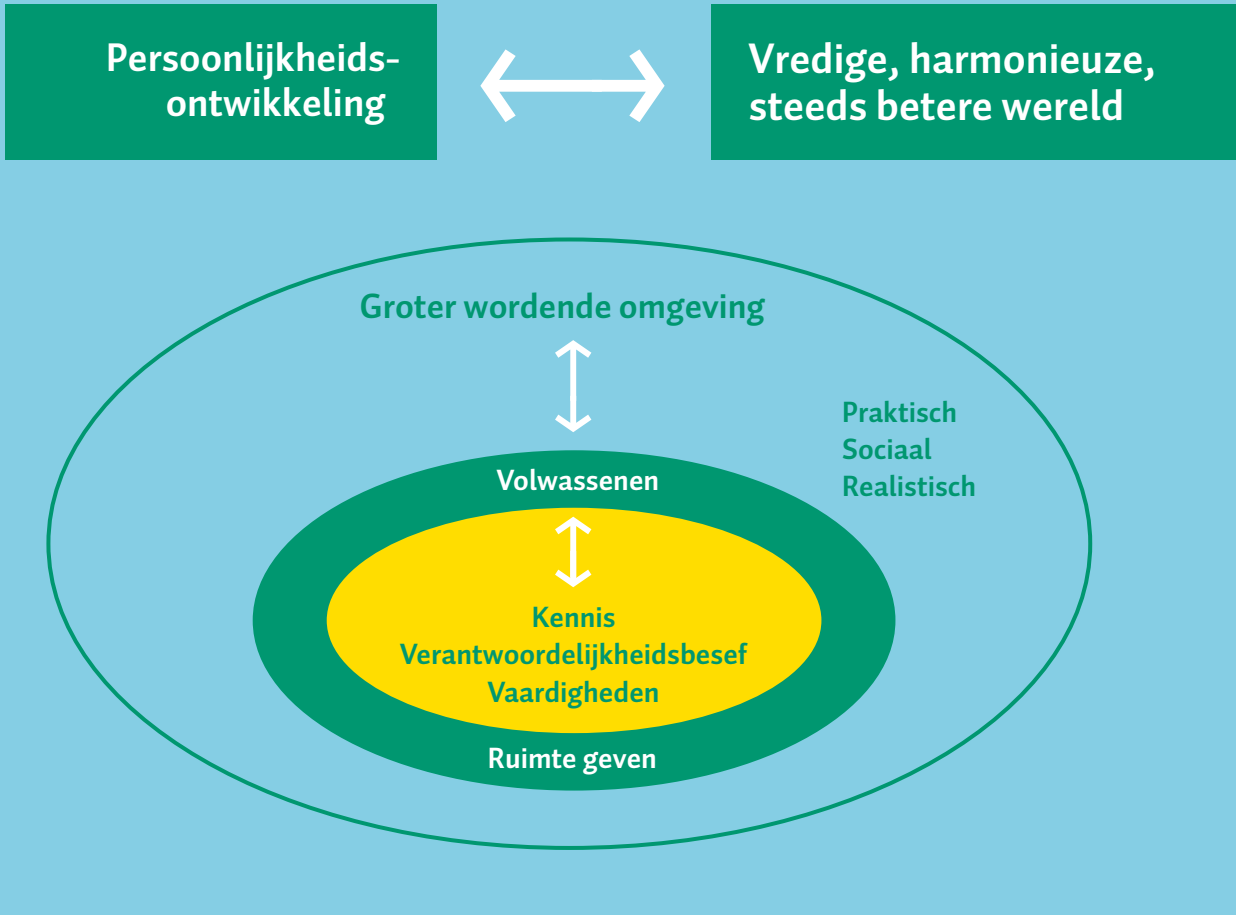 Persoonlijkheids-
ontwikkeling
Vredige, harmonieuze,
steeds betere wereld
Groter wordende omgeving
Praktisch
Sociaal
Realistisch
Volwassenen
Kennis
Verantwoordelijkheidsbesef
Vaardigheden
Ruimte geven